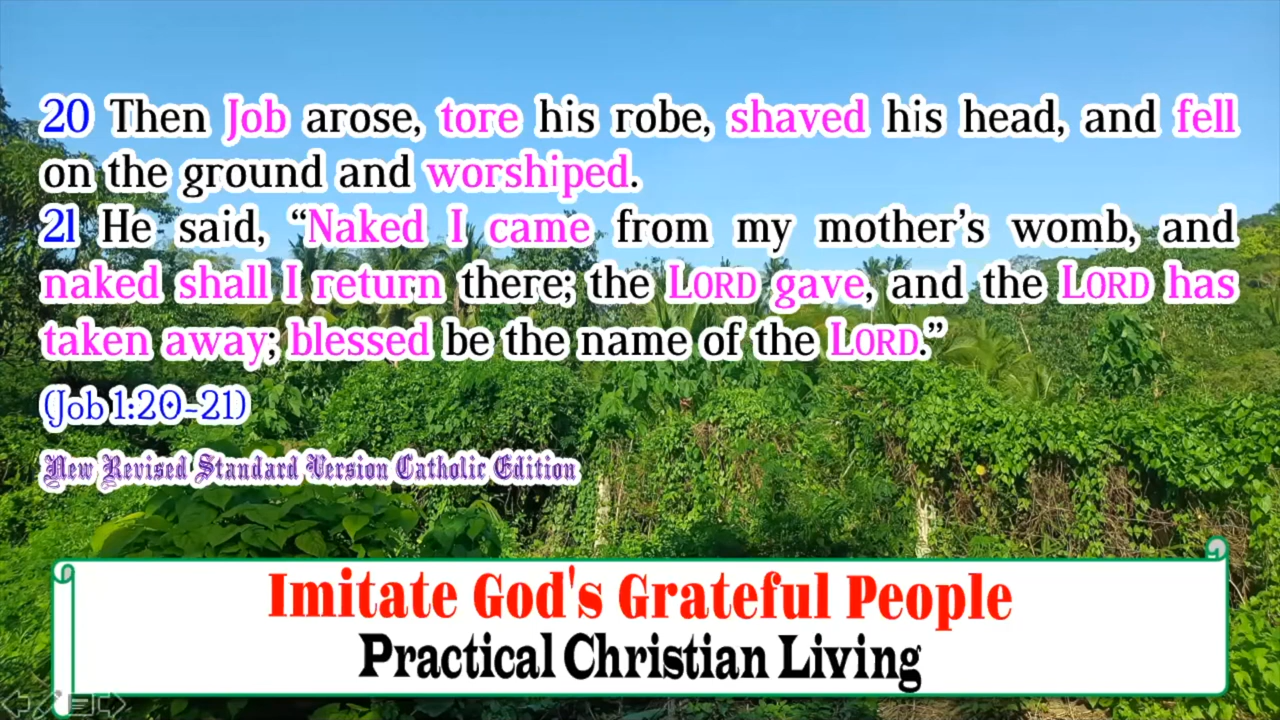 20 Then Job arose, tore his robe, shaved his head, and fell
on the ground and worshiped.
21 He said, “Naked I came from my mother’s womb, and
naked shall I return there; the LORD gave, and the LORD has
taken away; blessed be the name of the LORD.”
(Job 1:20-21)
New Revised Standard Version Catholic Edition
Imitate God's Grateful People
Practical Christian Living